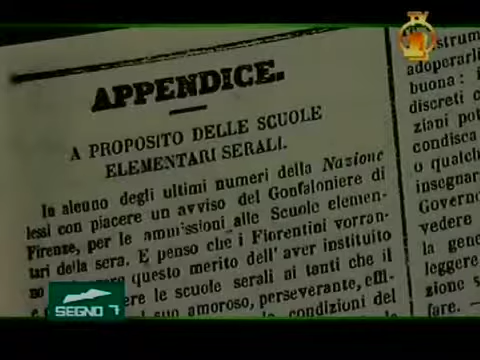 APPENDICE.
A PROPOSITO DELLE SCUOLE
ELEMENTARI SERALI.
In alcuno degli ultimi numeri della Nazione
lessi con piacere un avviso del Gonfaloniere di
Firenze, per le ammissioni alle Scuole elemen-
tari della sera. E penso che i Fiorentini vorran-
no questo merito dell' aver instituito
le scuole serali ai tanti che il
suo amoroso, perseverante, effi-
condizioni del
adoperarli
buona: i
discreti
ziani
condisca
o qualch
insegnar
Governo
vedere
la gene
leggere
zione s
fare. —
SEGNO 7